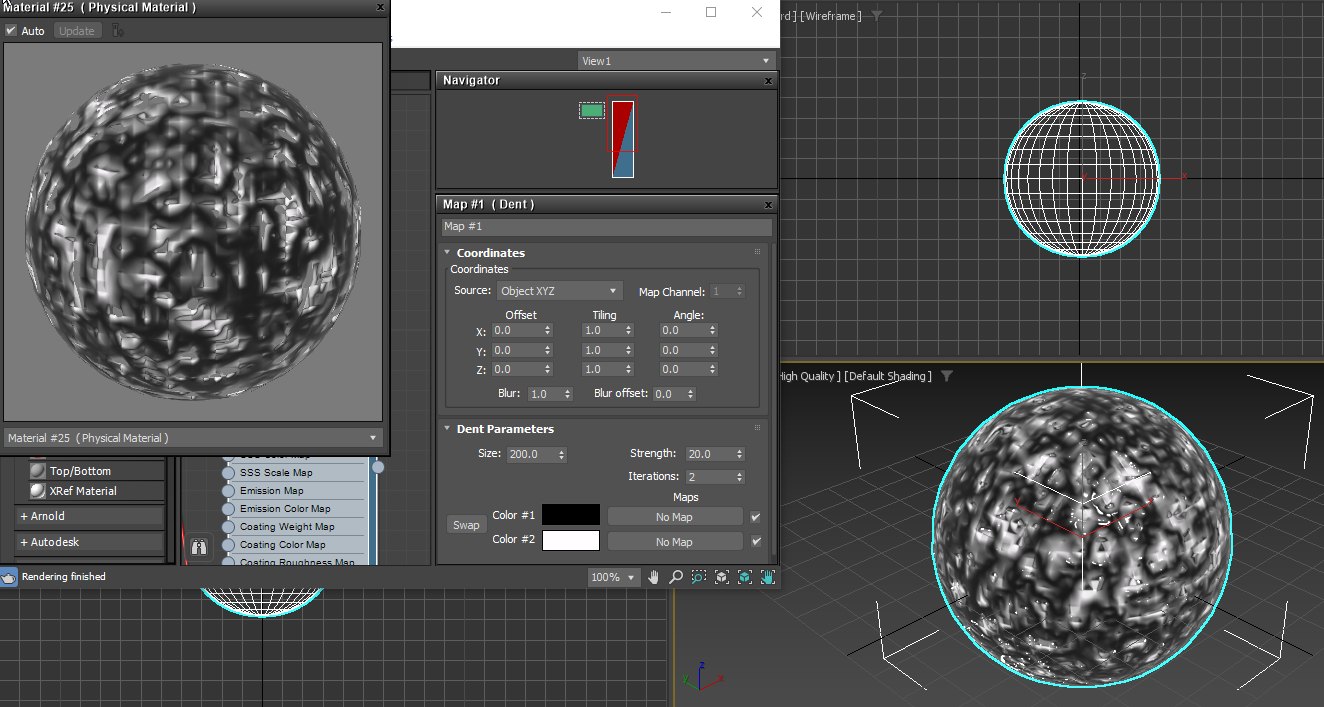 Material #25 ( Physical Material )
Auto
Update
View1
Navigator
Map #1 ( Dent )
Map #1
Coordinates
Coordinates
Source: Object XYZ Map Channel: 1
Offset Tiling Angle:
X: 0.0 1.0 0.0
Y: 0.0 1.0 0.0
Z: 0.0 1.0 0.0
Blur: 1.0 Blur offset: 0.0
Dent Parameters
Size: 200.0 Strength: 20.0
Iterations: 2
Maps
Swap
Color #1 No Map
Color #2 No Map
Material #25 ( Physical Material )
Top/Bottom
XRef Material
+ Arnold
+ Autodesk
SSS Scale Map
Emission Map
Emission Color Map
Coating Weight Map
Coating Color Map
Coating Roughness Map
Rendering finished
100%
[Wireframe ]
z
x
High Quality ] [Default Shading ]
z
x